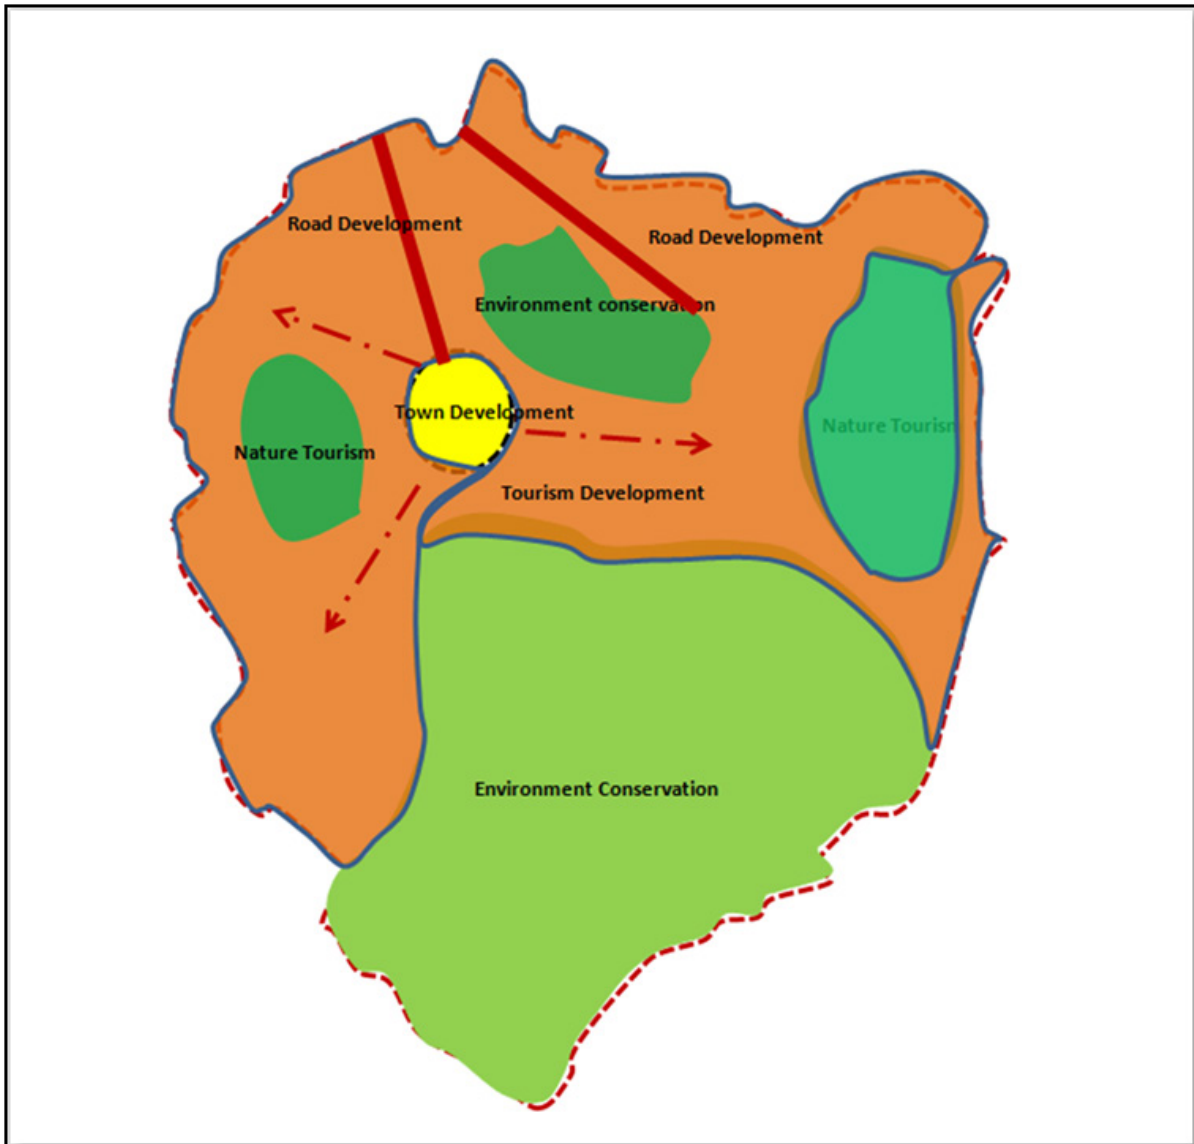 Road Development
Road Development
Environment conservation
Town Development
Nature Tourism
Nature Tourism
Tourism Development
Environment Conservation